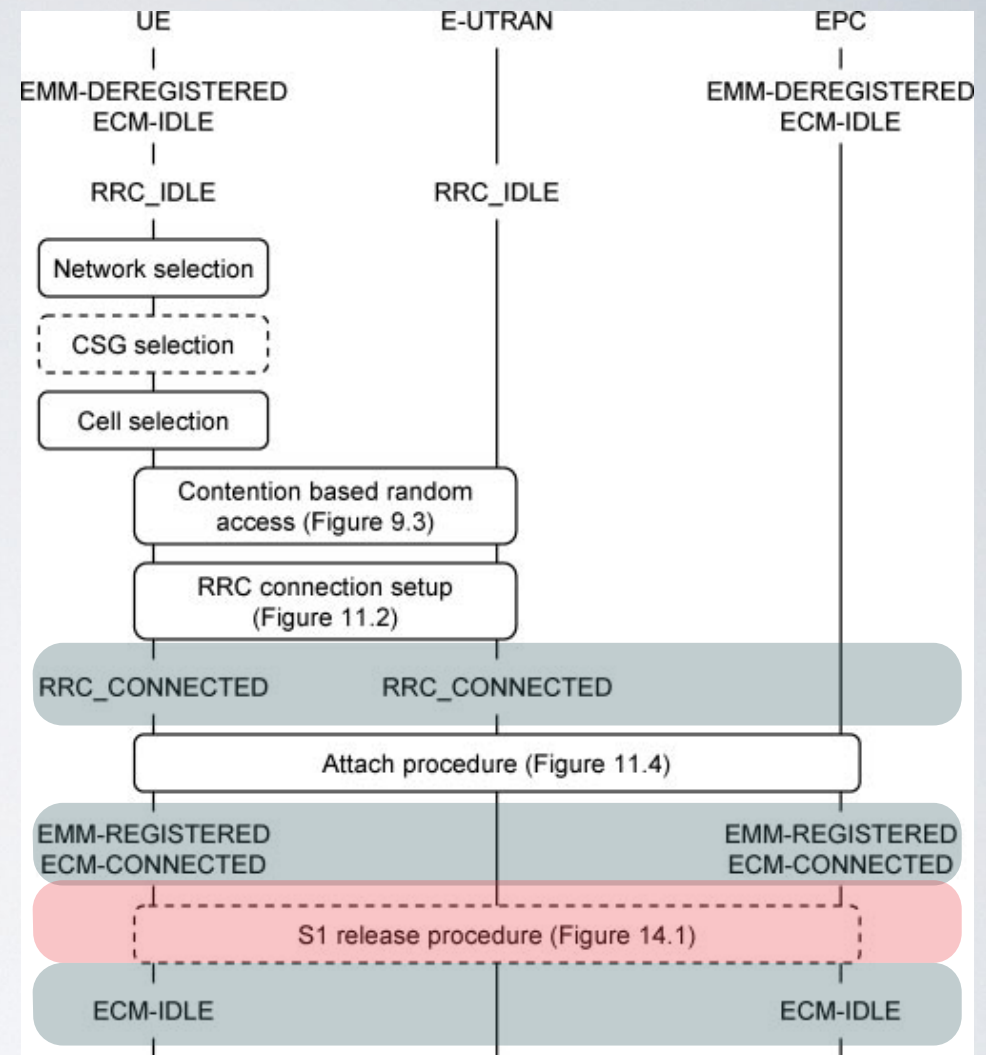 UE E-UTRAN EPC
EMM-DEREGISTERED EMM-DEREGISTERED
ECM-IDLE ECM-IDLE
RRC_IDLE RRC_IDLE
Network selection
CSG selection
Cell selection
Contention based random
access (Figure 9.3)
RRC connection setup
(Figure 11.2)
RRC_CONNECTED RRC_CONNECTED
Attach procedure (Figure 11.4)
EMM-REGISTERED EMM-REGISTERED
ECM-CONNECTED ECM-CONNECTED
S1 release procedure (Figure 14.1)
ECM-IDLE ECM-IDLE